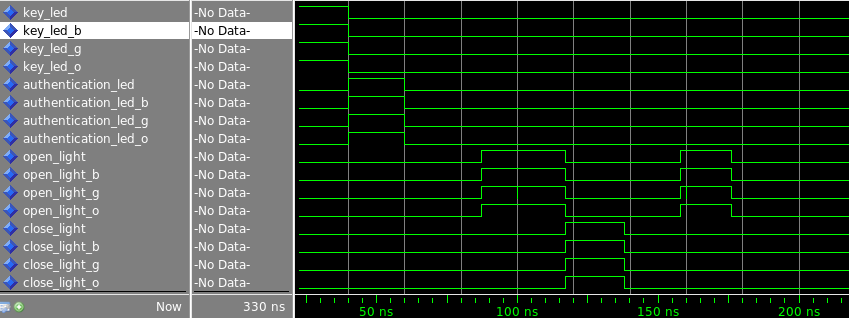 key_led -No Data-
key_led_b -No Data-
key_led_g -No Data-
key_led_o -No Data-
authentication_led -No Data-
authentication_led_b -No Data-
authentication_led_g -No Data-
authentication_led_o -No Data-
open_light -No Data-
open_light_b -No Data-
open_light_g -No Data-
open_light_o -No Data-
close_light -No Data-
close_light_b -No Data-
close_light_g -No Data-
close_light_o -No Data-
Now 330 ns 50 ns 100 ns 150 ns 200 ns